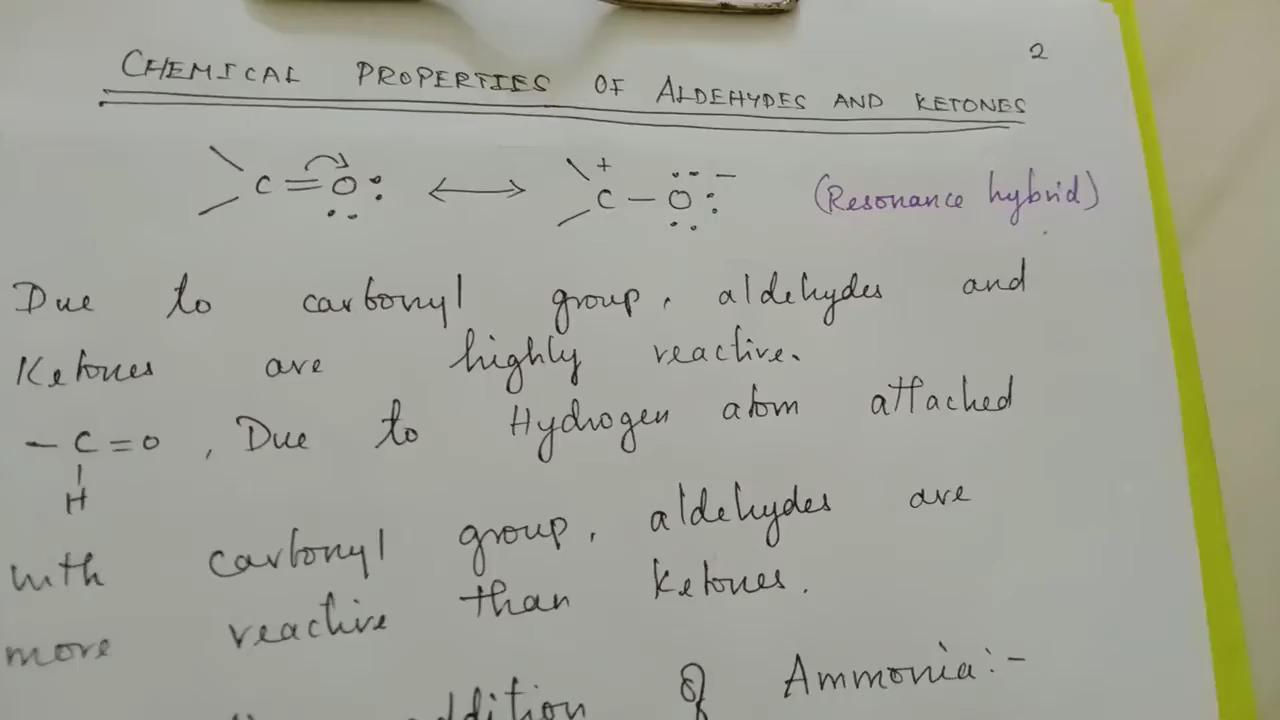 2
CHEMICAL PROPERTIES OF ALDEHYDES AND KETONES
C=O: ⟷ +C–O:⁻ (Resonance hybrid)
Due to carbonyl group, aldehydes and
Ketones are highly reactive.
–C=O, Due to Hydrogen atom attached
H
with carbonyl group, aldehydes are
more reactive than ketones.
of Ammonia:-